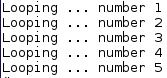 Looping ... number 1
Looping ... number 2
Looping ... number 3
Looping ... number 4
Looping ... number 5